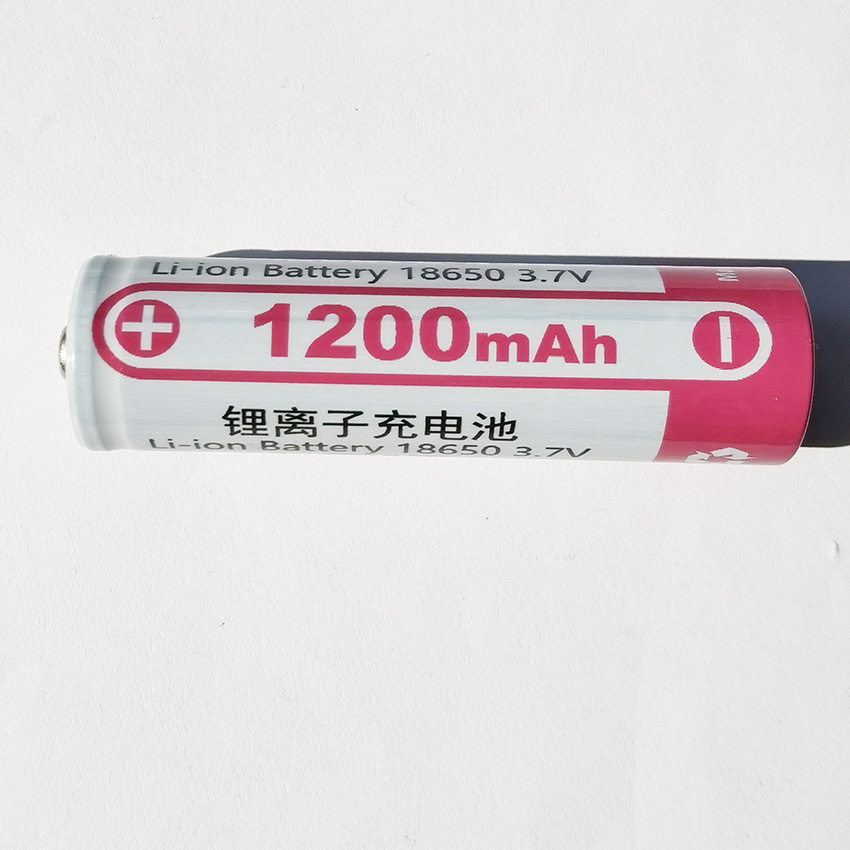 Li-ion Battery 18650 3.7V
1200mAh
锂离子充电池
Li-ion Battery 18650 3.7V